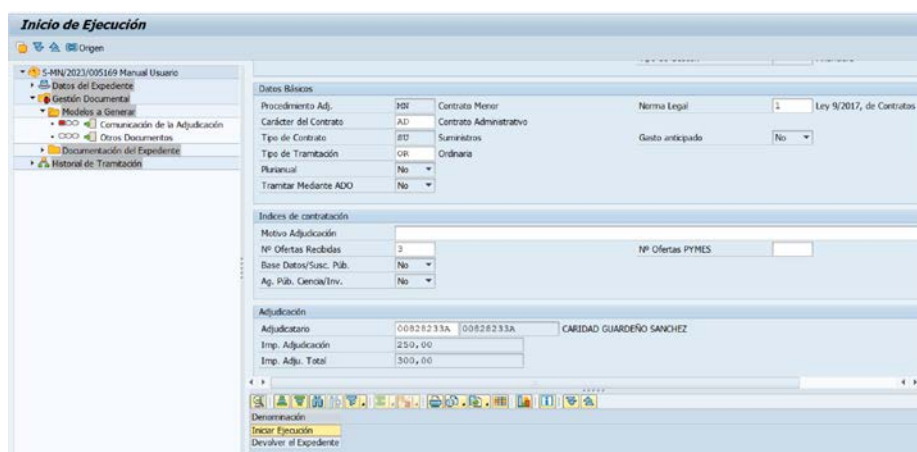 Inicio de Ejecución
Origen
S-MN/2023/005169 Manual Usuario
Datos del Expediente
Gestión Documental
Modelos a Generar
Comunicación de la Adjudicación
Otros Documentos
Documentación del Expediente
Historial de Tramitación
Datos Básicos
Procedimiento Adj. MN Contrato Menor Norma Legal 1 Ley 9/2017, de Contratos
Carácter del Contrato AD Contrato Administrativo
Tipo de Contrato SU Suministros Gasto anticipado No
Tipo de Tramitación OR Ordinaria
Plurianual No
Tramitar Mediante ADO No
Indices de contratación
Motivo Adjudicación
Nº Ofertas Recibidas 3 Nº Ofertas PYMES
Base Datos/Susc. Púb. No
Ag. Púb. Ciencia/Inv. No
Adjudicación
Adjudicatario 00828233A 00828233A CARIDAD GUARDEÑO SANCHEZ
Imp. Adjudicación 250,00
Imp. Adju. Total 300,00
Denominación
Iniciar Ejecución
Devolver el Expediente